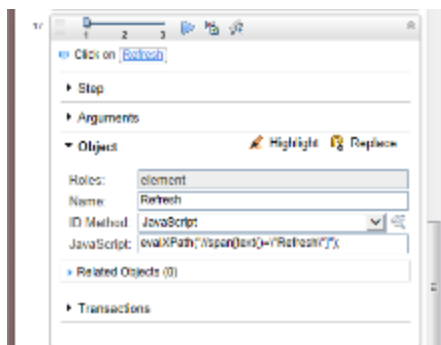 17
1 2 3
Click on [Refresh]
Step
Arguments
Object Highlight Replace
Roles: element
Name: Refresh
ID Method: JavaScript
JavaScript: evalXPath("//span[text()=\"Refresh\"]");
Related Objects (0)
Transactions